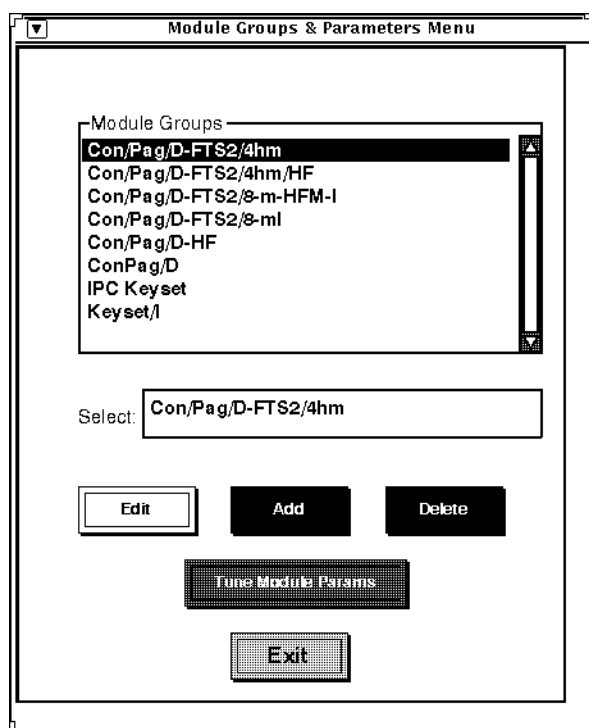 Module Groups & Parameters Menu
Module Groups
Con/Pag/D-FTS2/4hm
Con/Pag/D-FTS2/4hm/HF
Con/Pag/D-FTS2/8-m-HFM-I
Con/Pag/D-FTS2/8-mI
Con/Pag/D-HF
ConPag/D
IPC Keyset
Keyset/I
Select: Con/Pag/D-FTS2/4hm
Edit Add Delete
Tune Module Params
Exit